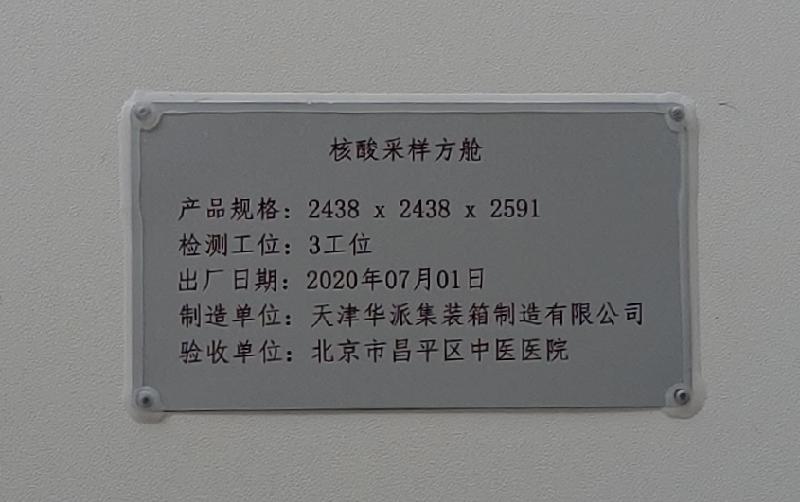 核酸采样方舱
产品规格：2438 x 2438 x 2591
检测工位：3工位
出厂日期：2020年07月01日
制造单位：天津华派集装箱制造有限公司
验收单位：北京市昌平区中医医院